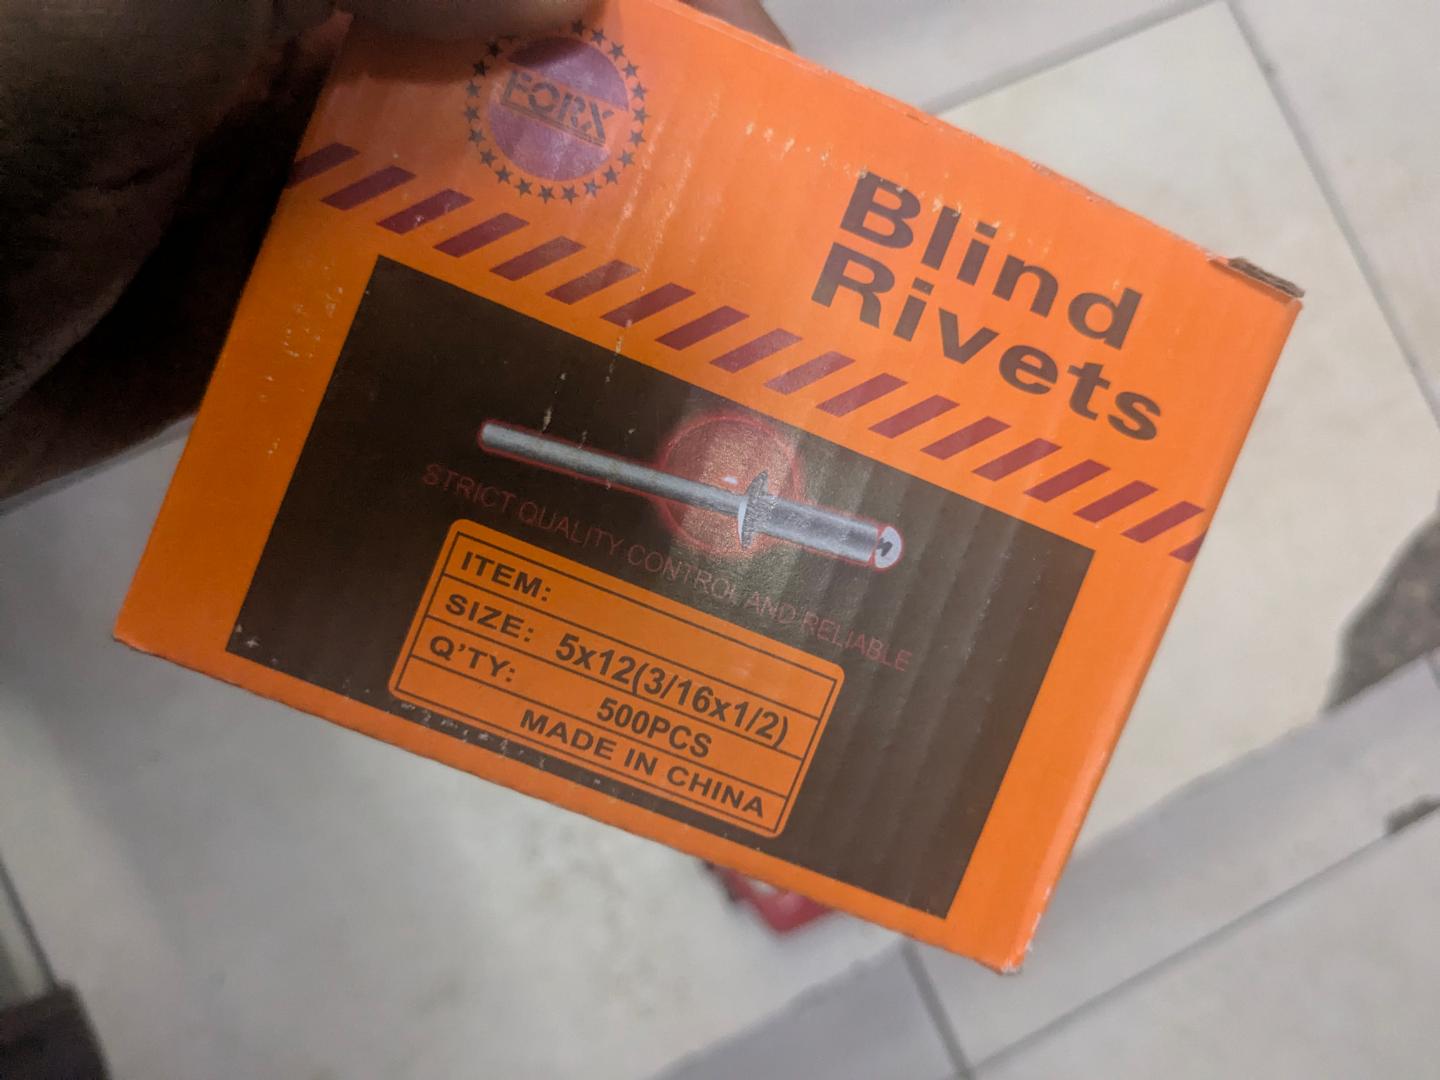 FORX
Blind
Rivets
STRICT QUALITY CONTROL AND RELIABLE
ITEM:
SIZE: 5x12(3/16x1/2)
Q'TY: 500PCS
MADE IN CHINA